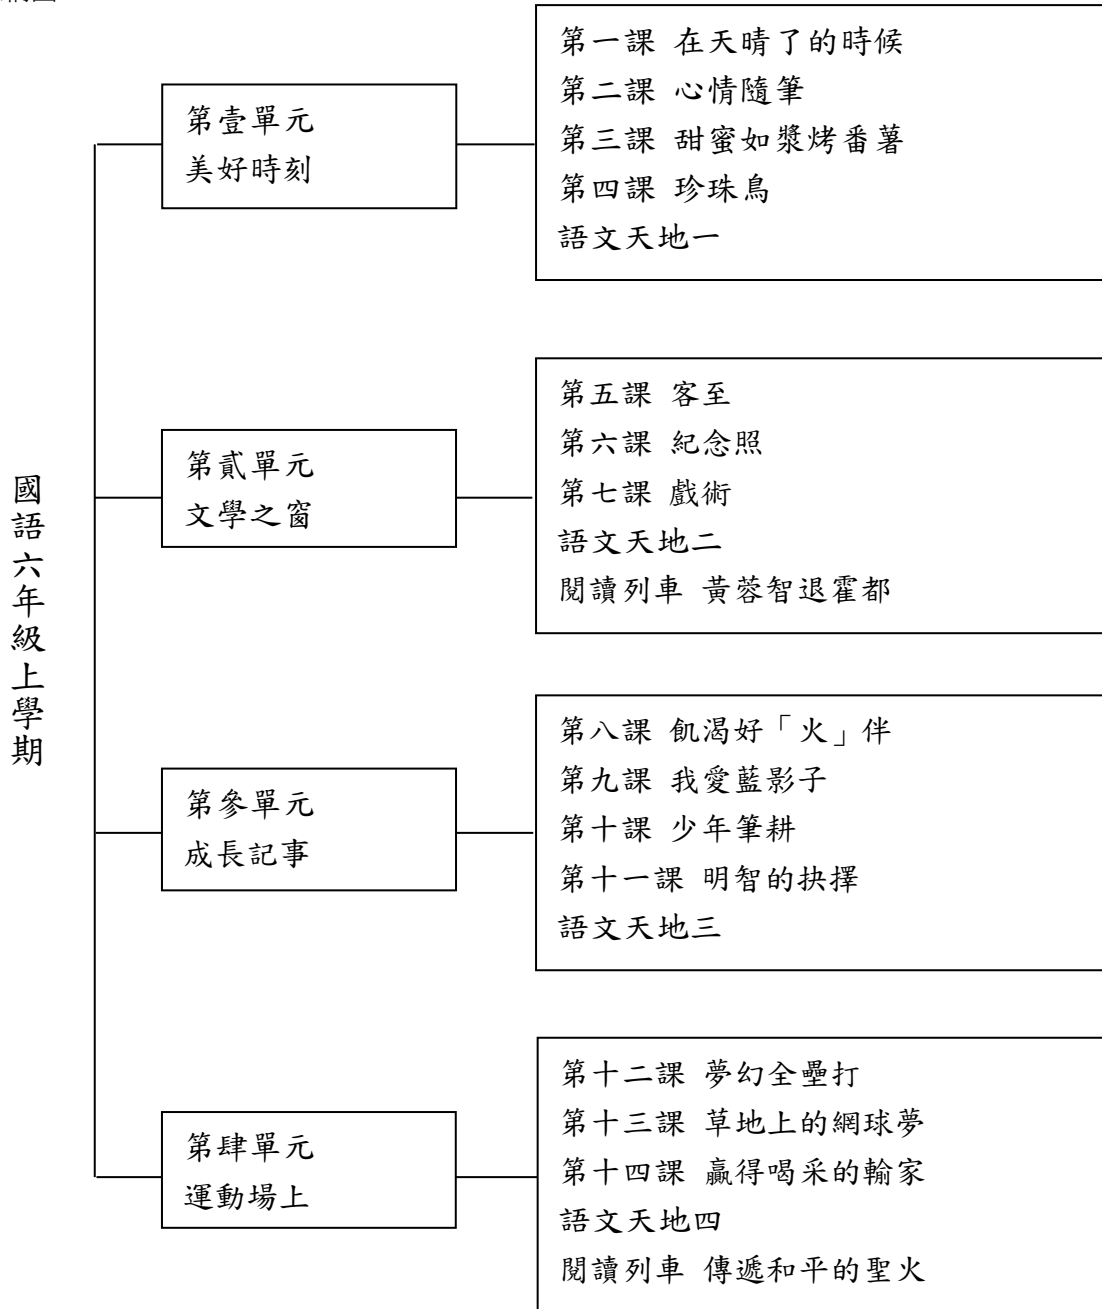 國語六年級上學期
第壹單元
美好時刻
第一課 在天晴了的時候
第二課 心情隨筆
第三課 甜蜜如漿烤番薯
第四課 珍珠鳥
語文天地一
第貳單元
文學之窗
第五課 客至
第六課 紀念照
第七課 戲術
語文天地二
閱讀列車 黃蓉智退霍都
第參單元
成長記事
第八課 飢渴好「火」伴
第九課 我愛藍影子
第十課 少年筆耕
第十一課 明智的抉擇
語文天地三
第肆單元
運動場上
第十二課 夢幻全壘打
第十三課 草地上的網球夢
第十四課 贏得喝采的輸家
語文天地四
閱讀列車 傳遞和平的聖火